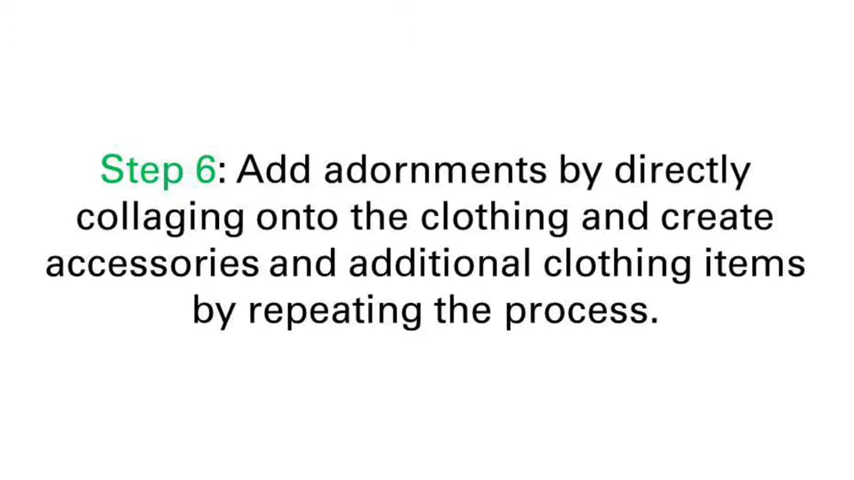 Step 6: Add adornments by directly
collaging onto the clothing and create
accessories and additional clothing items
by repeating the process.